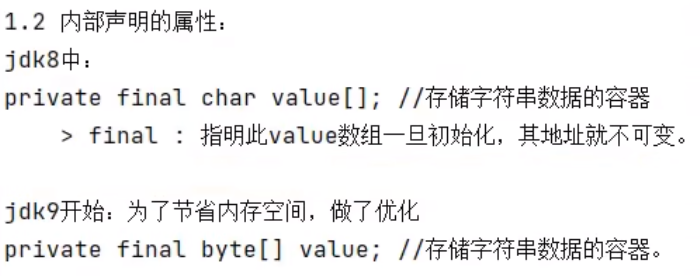 1.2 内部声明的属性：
jdk8中：
private final char value[]; //存储字符串数据的容器
> final : 指明此value数组一旦初始化，其地址就不可变。
jdk9开始：为了节省内存空间，做了优化
private final byte[] value; //存储字符串数据的容器。